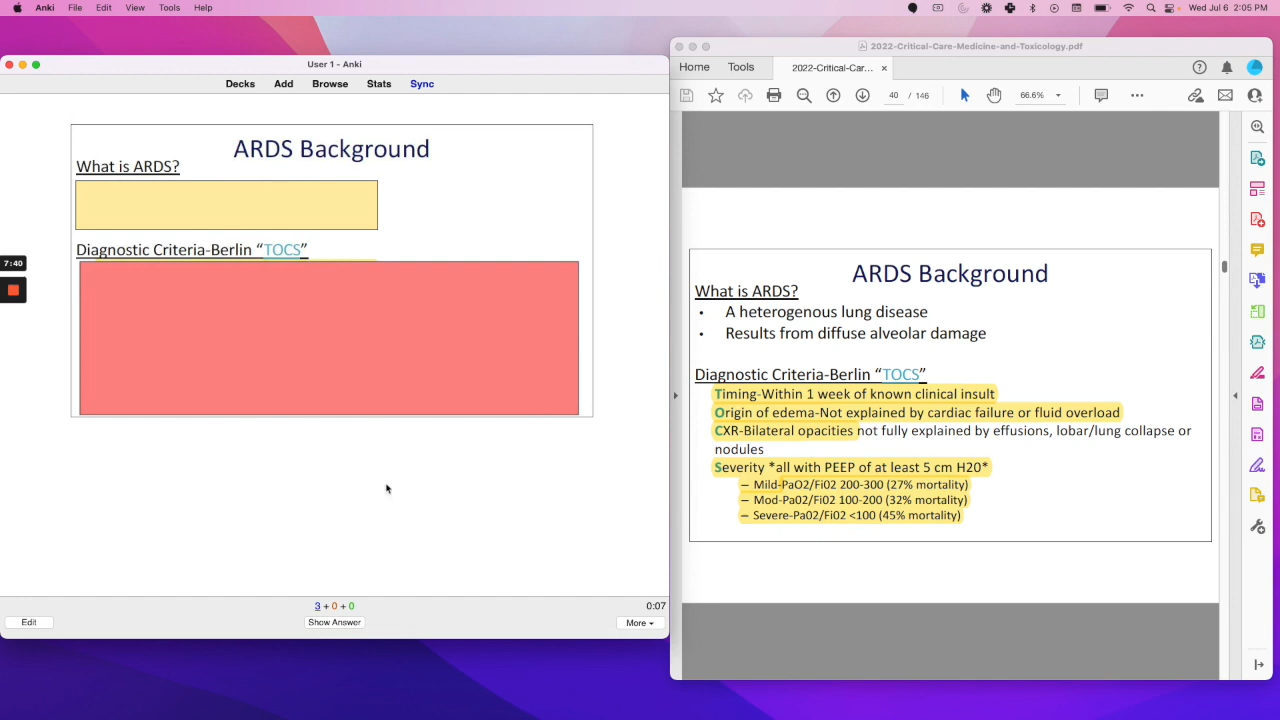 Anki File Edit View Tools Help
Wed Jul 6 2:05 PM
User 1 - Anki
Decks Add Browse Stats Sync
ARDS Background
What is ARDS?
Diagnostic Criteria-Berlin “TOCS”
7:40
3 + 0 + 0
0:07
Edit
Show Answer
More
2022-Critical-Care-Medicine-and-Toxicology.pdf
Home Tools 2022-Critical-Car... ×
40 / 146
66.6%
ARDS Background
What is ARDS?
• A heterogenous lung disease
• Results from diffuse alveolar damage
Diagnostic Criteria-Berlin “TOCS”
Timing-Within 1 week of known clinical insult
Origin of edema-Not explained by cardiac failure or fluid overload
CXR-Bilateral opacities not fully explained by effusions, lobar/lung collapse or
nodules
Severity *all with PEEP of at least 5 cm H20*
– Mild-PaO2/Fi02 200-300 (27% mortality)
– Mod-Pa02/Fi02 100-200 (32% mortality)
– Severe-Pa02/Fi02 <100 (45% mortality)